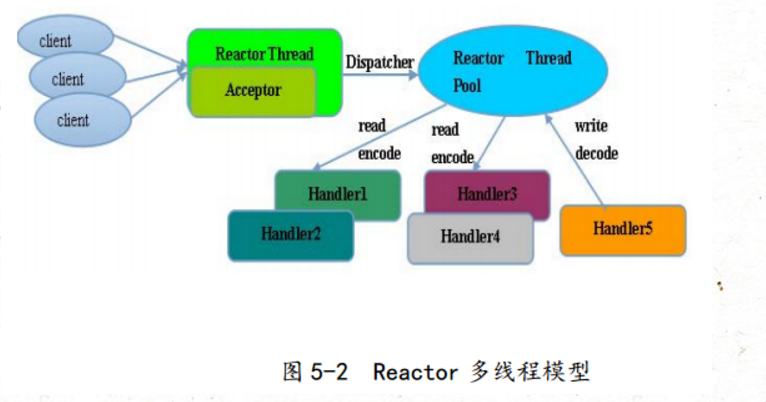 client
client
client
Reactor Thread
Acceptor
Dispatcher
Reactor Thread
Pool
read
encode
read
encode
write
decode
Handler1
Handler2
Handler3
Handler4
Handler5
图 5-2 Reactor 多线程模型